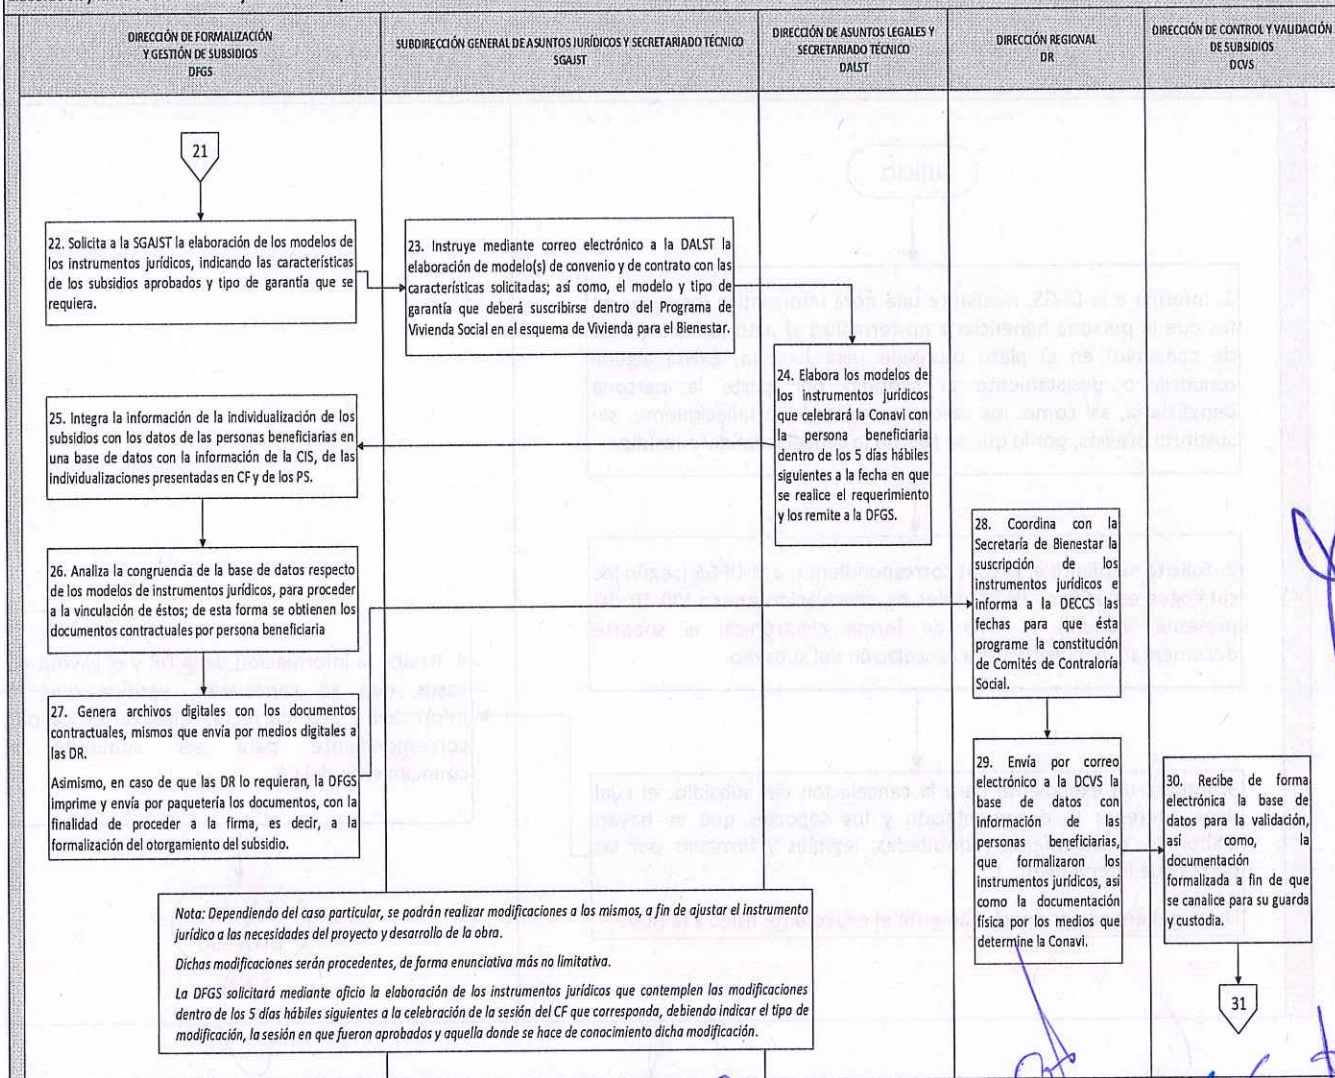 DIRECCIÓN DE FORMALIZACIÓN
Y GESTIÓN DE SUBSIDIOS
DFGS
SUBDIRECCIÓN GENERAL DE ASUNTOS JURÍDICOS Y SECRETARIADO TÉCNICO
SGAJST
DIRECCIÓN DE ASUNTOS LEGALES Y
SECRETARIADO TÉCNICO
DALST
DIRECCIÓN REGIONAL
DR
DIRECCIÓN DE CONTROL Y VALIDACIÓN
DE SUBSIDIOS
DCVS
21
22. Solicita a la SGAJST la elaboración de los modelos de
los instrumentos jurídicos, indicando las características
de los subsidios aprobados y tipo de garantía que se
requiera.
23. Instruye mediante correo electrónico a la DALST la
elaboración de modelo(s) de convenio y de contrato con las
características solicitadas; así como, el modelo y tipo de
garantía que deberá suscribirse dentro del Programa de
Vivienda Social en el esquema de Vivienda para el Bienestar.
24. Elabora los modelos de
los instrumentos jurídicos
que celebrará la Conavi con
la persona beneficiaria
dentro de los 5 días hábiles
siguientes a la fecha en que
se realice el requerimiento
y los remite a la DFGS.
25. Integra la información de la individualización de los
subsidios con los datos de las personas beneficiarias en
una base de datos con la información de la CIS, de las
individualizaciones presentadas en CF y de los PS.
26. Analiza la congruencia de la base de datos respecto
de los modelos de instrumentos jurídicos, para proceder
a la vinculación de éstos; de esta forma se obtienen los
documentos contractuales por persona beneficiaria
27. Genera archivos digitales con los documentos
contractuales, mismos que envía por medios digitales a
las DR.
Asimismo, en caso de que las DR lo requieran, la DFGS
imprime y envía por paquetería los documentos, con la
finalidad de proceder a la firma, es decir, a la
formalización del otorgamiento del subsidio.
28. Coordina con la
Secretaría de Bienestar la
suscripción de los
instrumentos jurídicos e
informa a la DECCS las
fechas para que ésta
programe la constitución
de Comités de Contraloría
Social.
29. Envía por correo
electrónico a la DCVS la
base de datos con
información de las
personas beneficiarias,
que formalizaron los
instrumentos jurídicos, así
como la documentación
física por los medios que
determine la Conavi.
30. Recibe de forma
electrónica la base de
datos para la validación,
así como, la
documentación
formalizada a fin de que
se canalice para su guarda
y custodia.
31
Nota: Dependiendo del caso particular, se podrán realizar modificaciones a los mismos, a fin de ajustar el instrumento
jurídico a las necesidades del proyecto y desarrollo de la obra.
Dichas modificaciones serán procedentes, de forma enunciativa más no limitativa.
La DFGS solicitará mediante oficio la elaboración de los instrumentos jurídicos que contemplen las modificaciones
dentro de los 5 días hábiles siguientes a la celebración de la sesión del CF que corresponda, debiendo indicar el tipo de
modificación, la sesión en que fueron aprobados y aquella donde se hace de conocimiento dicha modificación.